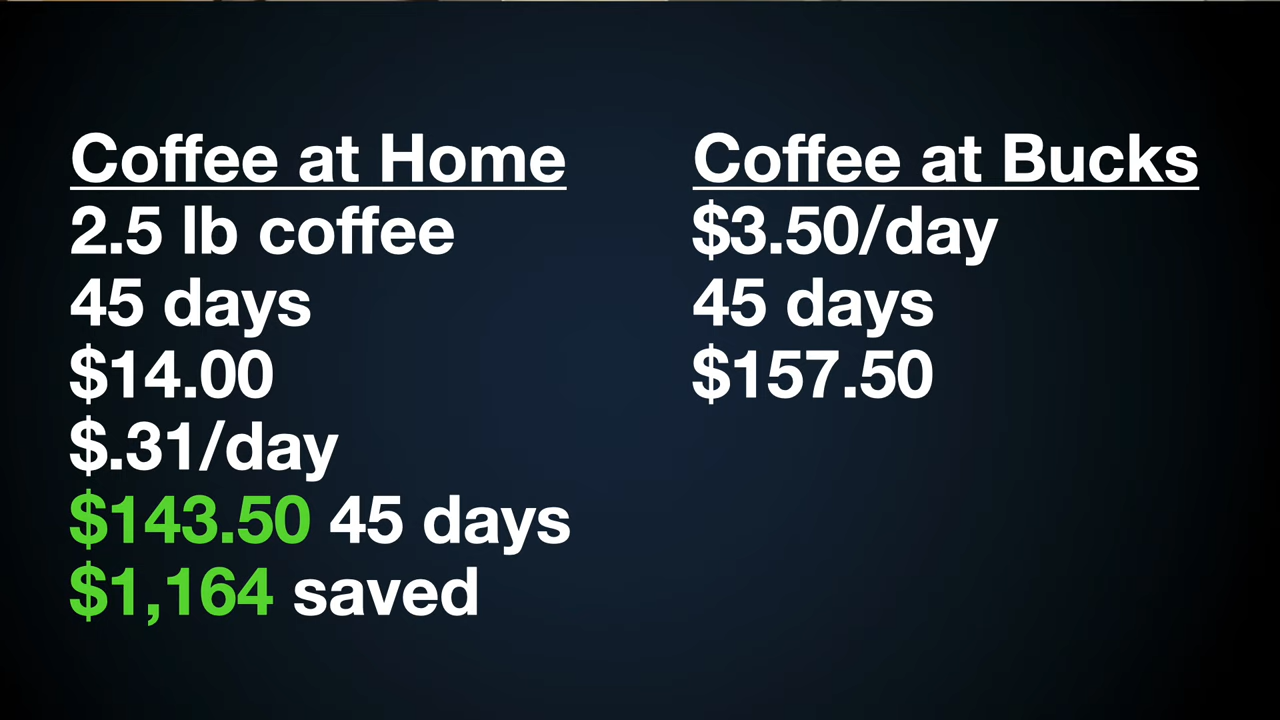 Coffee at Home
2.5 lb coffee
45 days
$14.00
$.31/day
$143.50 45 days
$1,164 saved
Coffee at Bucks
$3.50/day
45 days
$157.50